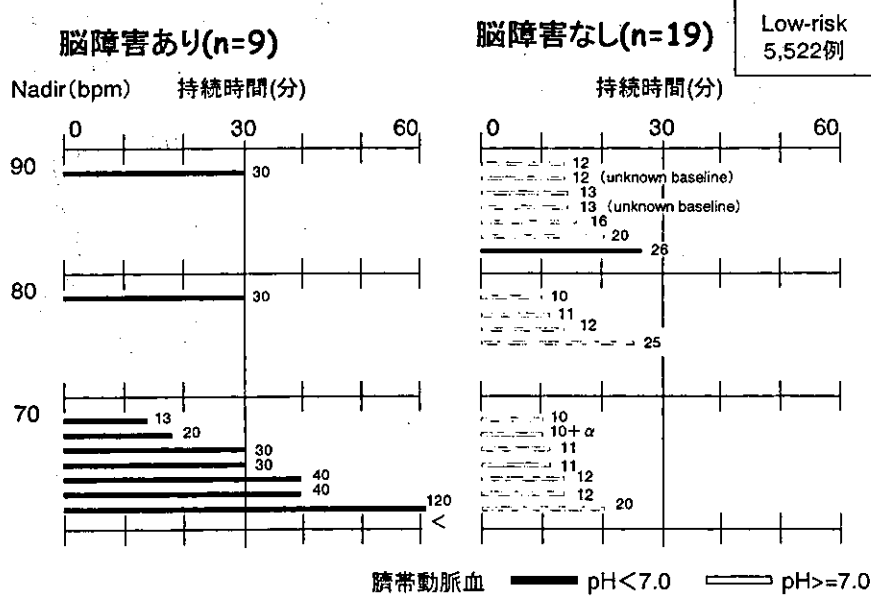 脳障害あり(n=9)
脳障害なし(n=19)
Low-risk
5,522例
Nadir(bpm) 持続時間(分)
持続時間(分)
0 30 60
0 30 60
90
30
12
12 (unknown baseline)
13
13 (unknown baseline)
16
20
26
80
30
10
11
12
25
70
13
20
30
30
40
40
120
<
10
10+α
11
11
12
12
20
臍帯動脈血 pH<7.0 pH>=7.0